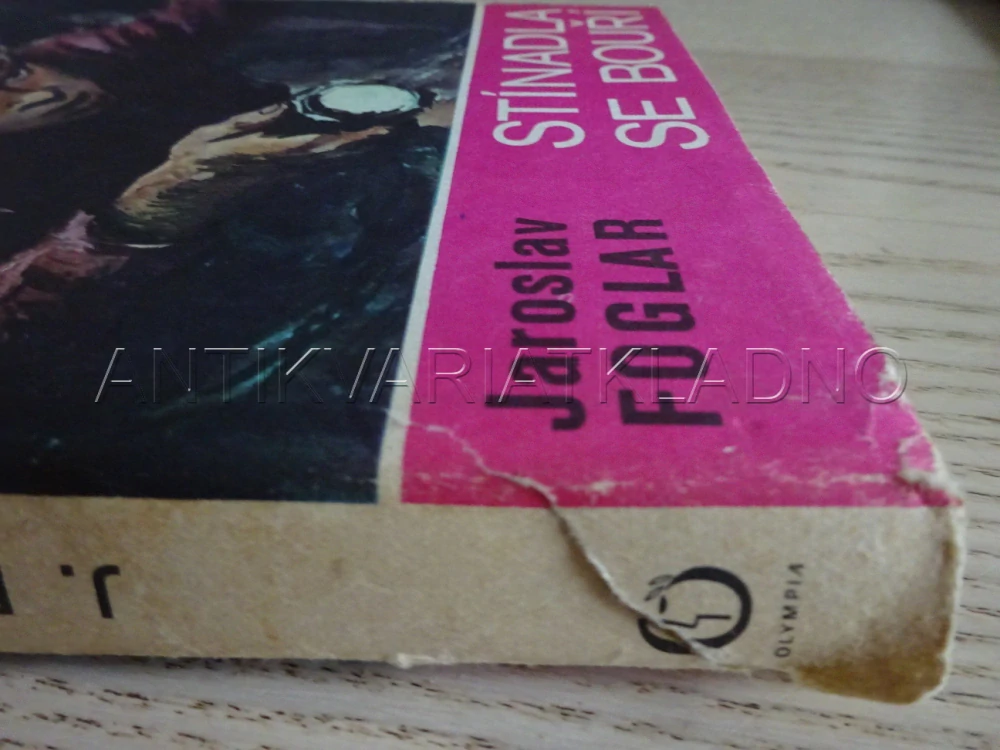 STÍNADLA
SE BOUŘÍ
Jaroslav
FOGLAR
ANTIKVARIATKLADNO
J.
OLYMPIA